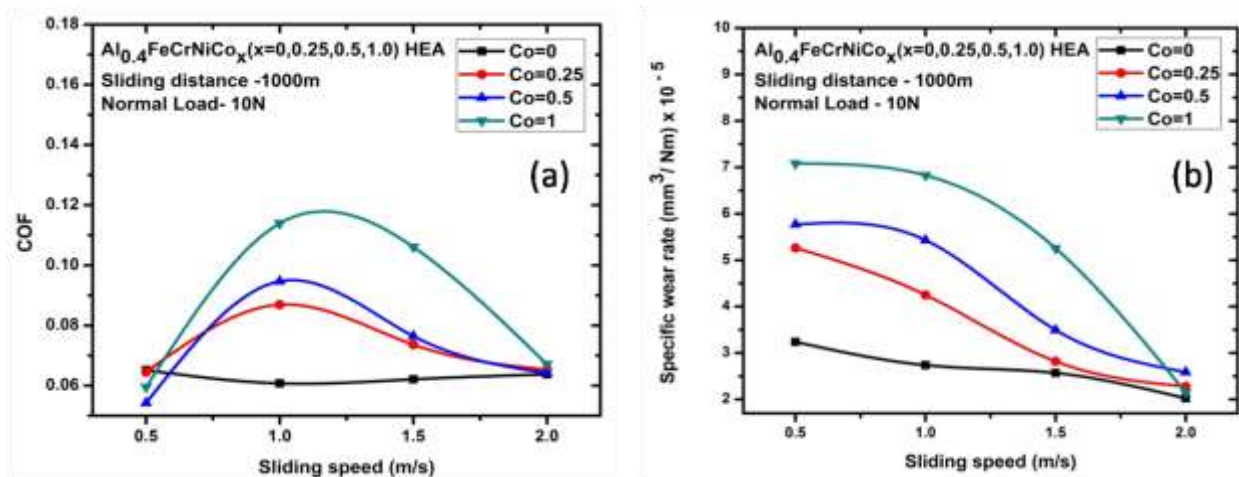 Al0.4FeCrNiCox(x=0,0.25,0.5,1.0) HEA
Sliding distance -1000m
Normal Load- 10N
Co=0
Co=0.25
Co=0.5
Co=1
(a)
COF
0.18
0.16
0.14
0.12
0.10
0.08
0.06
0.5
1.0
1.5
2.0
Sliding speed (m/s)
Al0.4FeCrNiCox(x=0,0.25,0.5,1.0) HEA
Sliding distance - 1000m
Normal Load - 10N
Co=0
Co=0.25
Co=0.5
Co=1
(b)
Specific wear rate (mm3/ Nm) x 10-5
10
9
8
7
6
5
4
3
2
0.5
1.0
1.5
2.0
Sliding speed (m/s)